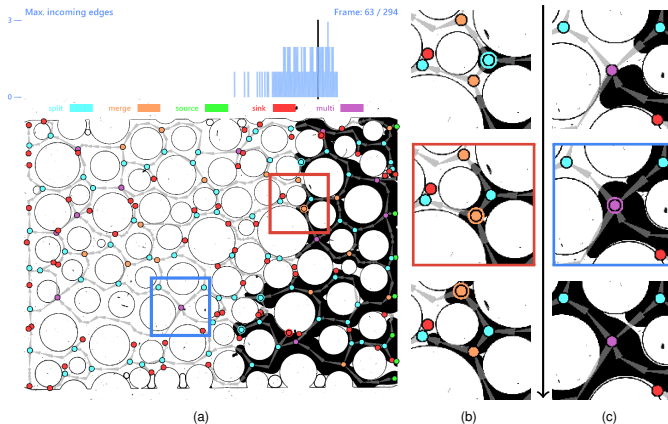 Max. incoming edges
Frame: 63 / 294
3
0
split merge source sink multi
(a) (b) (c)